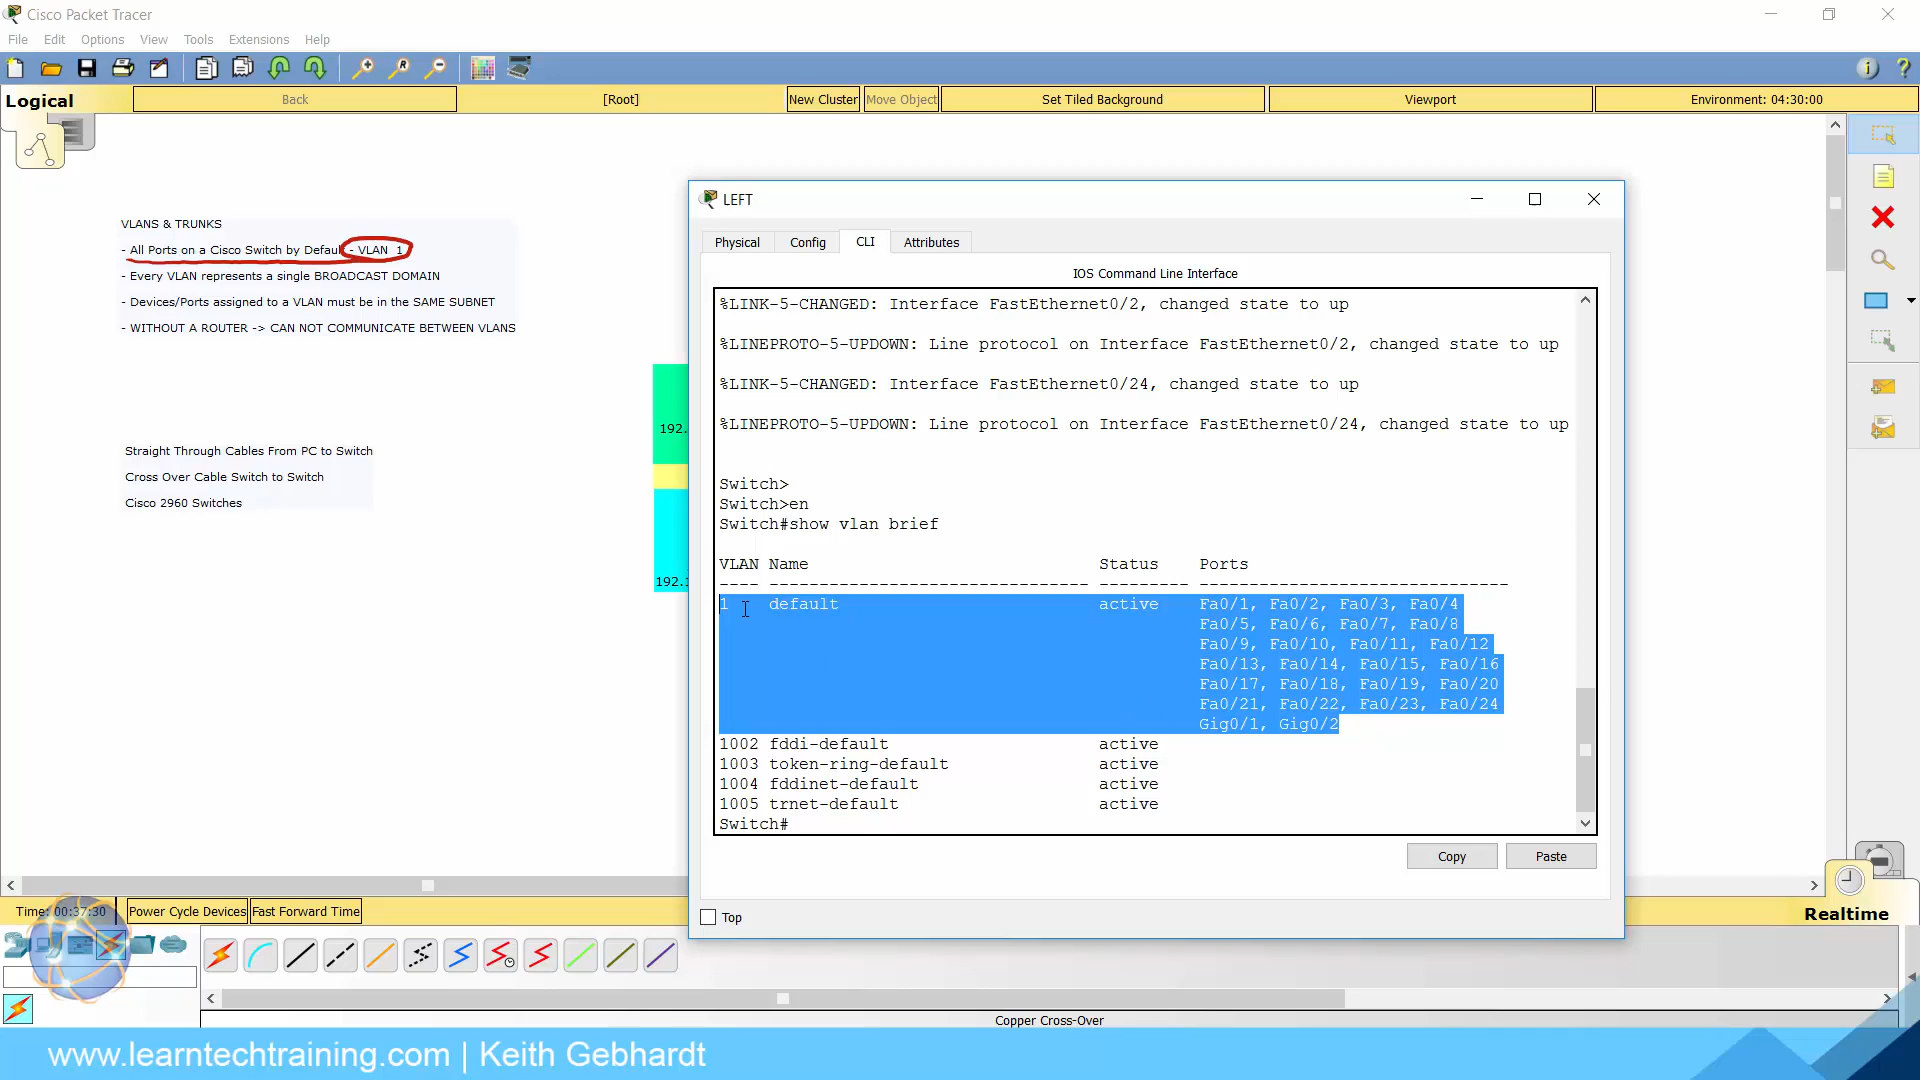 Cisco Packet Tracer
File Edit Options View Tools Extensions Help
Logical Back [Root] New Cluster Move Object Set Tiled Background Viewport Environment: 04:30:00
VLANS & TRUNKS
- All Ports on a Cisco Switch by Defaul - VLAN 1
- Every VLAN represents a single BROADCAST DOMAIN
- Devices/Ports assigned to a VLAN must be in the SAME SUBNET
- WITHOUT A ROUTER -> CAN NOT COMMUNICATE BETWEEN VLANS
Straight Through Cables From PC to Switch
Cross Over Cable Switch to Switch
Cisco 2960 Switches
192.
192.1
LEFT
Physical Config CLI Attributes
IOS Command Line Interface
%LINK-5-CHANGED: Interface FastEthernet0/2, changed state to up
%LINEPROTO-5-UPDOWN: Line protocol on Interface FastEthernet0/2, changed state to up
%LINK-5-CHANGED: Interface FastEthernet0/24, changed state to up
%LINEPROTO-5-UPDOWN: Line protocol on Interface FastEthernet0/24, changed state to up
Switch>
Switch>en
Switch#show vlan brief
VLAN Name Status Ports
---- -------------------------------- --------- -------------------------------
1 default active Fa0/1, Fa0/2, Fa0/3, Fa0/4
Fa0/5, Fa0/6, Fa0/7, Fa0/8
Fa0/9, Fa0/10, Fa0/11, Fa0/12
Fa0/13, Fa0/14, Fa0/15, Fa0/16
Fa0/17, Fa0/18, Fa0/19, Fa0/20
Fa0/21, Fa0/22, Fa0/23, Fa0/24
Gig0/1, Gig0/2
1002 fddi-default active
1003 token-ring-default active
1004 fddinet-default active
1005 trnet-default active
Switch#
Copy Paste
Top
Time: 00:37:30 Power Cycle Devices Fast Forward Time
Realtime
Copper Cross-Over
www.learntechtraining.com | Keith Gebhardt